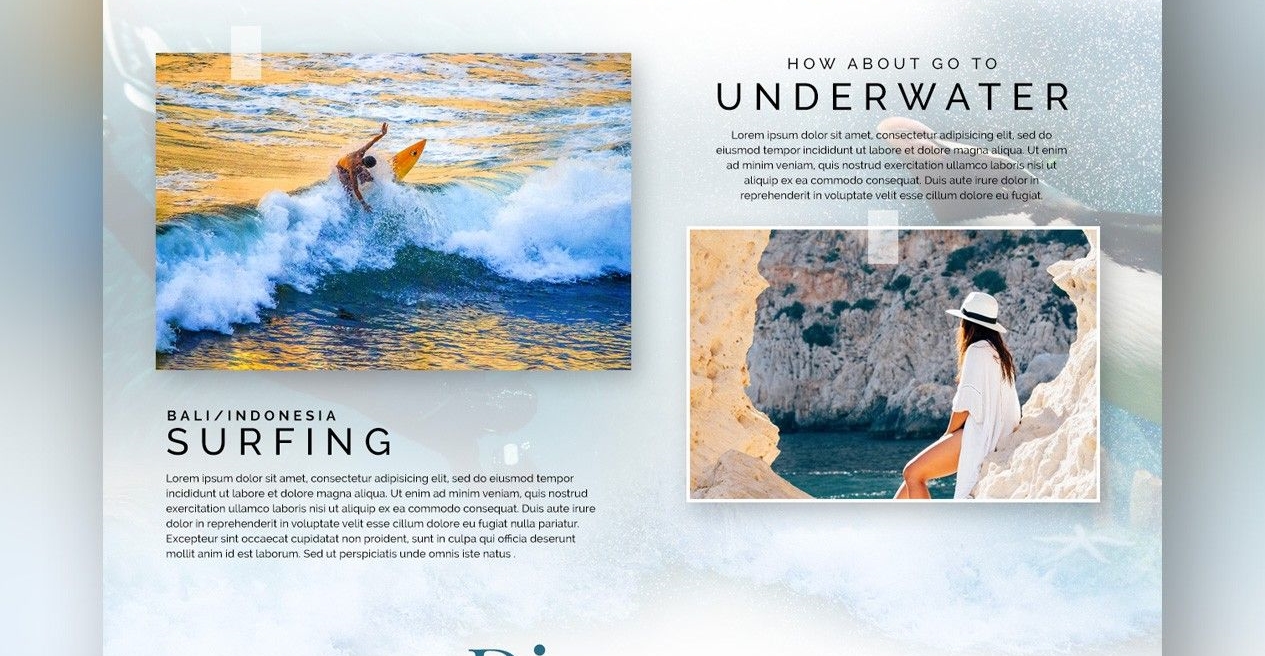 HOW ABOUT GO TO
UNDERWATER
Lorem ipsum dolor sit amet, consectetur adipisicing elit, sed do
eiusmod tempor incididunt ut labore et dolore magna aliqua. Ut enim
ad minim veniam, quis nostrud exercitation ullamco laboris nisi ut
aliquip ex ea commodo consequat. Duis aute irure dolor in
reprehenderit in voluptate velit esse cillum dolore eu fugiat.
BALI/INDONESIA
SURFING
Lorem ipsum dolor sit amet, consectetur adipisicing elit, sed do eiusmod tempor
incididunt ut labore et dolore magna aliqua. Ut enim ad minim veniam, quis nostrud
exercitation ullamco laboris nisi ut aliquip ex ea commodo consequat. Duis aute irure
dolor in reprehenderit in voluptate velit esse cillum dolore eu fugiat nulla pariatur.
Excepteur sint occaecat cupidatat non proident, sunt in culpa qui officia deserunt
mollit anim id est laborum. Sed ut perspiciatis unde omnis iste natus .